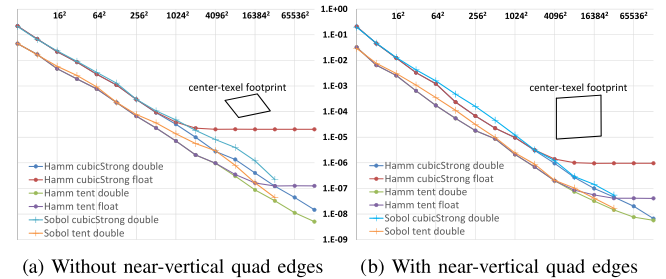 16² 64² 256² 1024² 4096² 16384² 65536²
1.E+00
1.E-01
1.E-02
1.E-03
1.E-04
1.E-05
1.E-06
1.E-07
1.E-08
1.E-09
center-texel footprint
Hamm cubicStrong double
Hamm cubicStrong float
Hamm tent double
Hamm tent float
Sobol cubicStrong double
Sobol tent double
(a) Without near-vertical quad edges
16² 64² 256² 1024² 4096² 16384² 65536²
center-texel footprint
Hamm cubicStrong double
Hamm cubicStrong float
Hamm tent doube
Hamm tent float
Sobol cubicStrong double
Sobol tent double
(b) With near-vertical quad edges